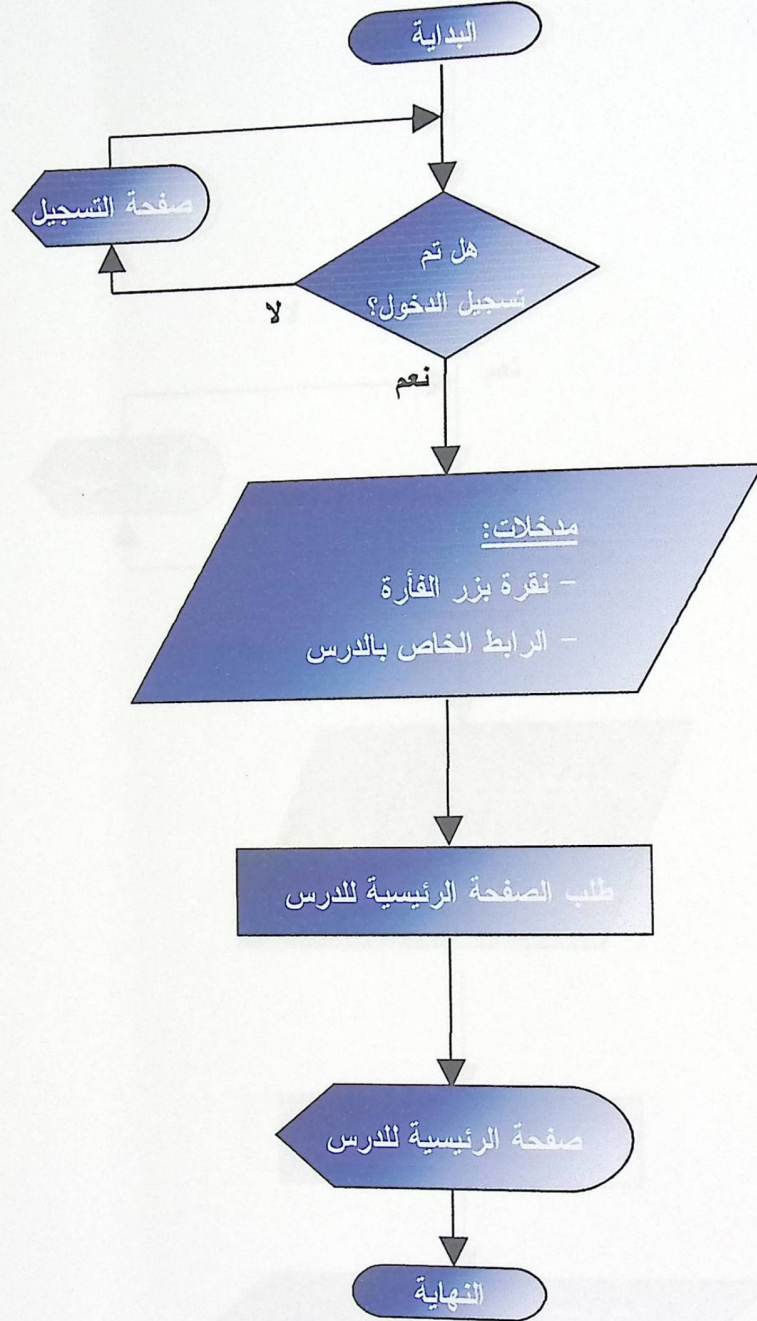 البداية
صفحة التسجيل
هل تم
تسجيل الدخول؟
لا
نعم
مدخلات:
- نقرة بزر الفأرة
- الرابط الخاص بالدرس
طلب الصفحة الرئيسية للدرس
صفحة الرئيسية للدرس
النهاية